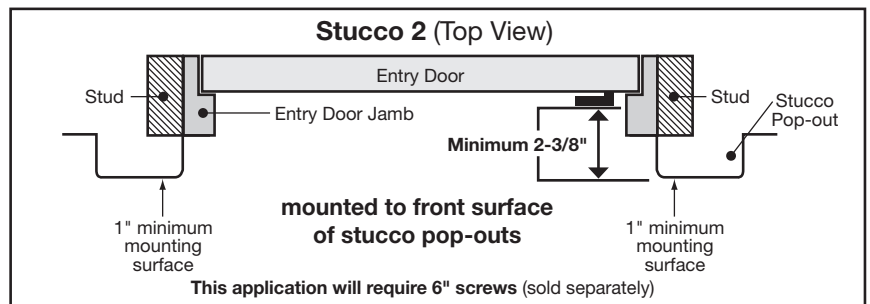 Stucco 2 (Top View)
Entry Door
Stud
Stud
Stucco
Pop-out
Entry Door Jamb
Minimum 2-3/8"
mounted to front surface
of stucco pop-outs
1" minimum
mounting
surface
1" minimum
mounting
surface
This application will require 6" screws (sold separately)